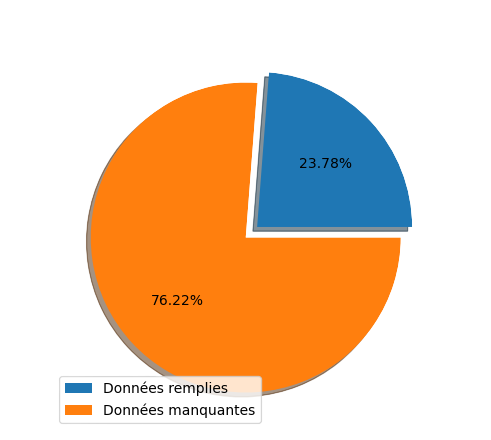 23.78%
76.22%
Données remplies
Données manquantes